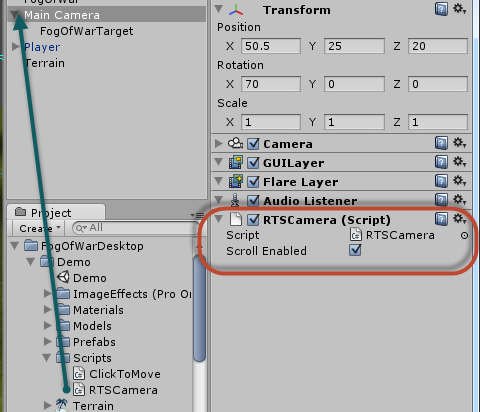 FogOfWar
Main Camera
FogOfWarTarget
Player
Terrain
Project
Create All
FogOfWarDesktop
Demo
Demo
ImageEffects (Pro On
Materials
Models
Prefabs
Scripts
ClickToMove
RTSCamera
Terrain
Transform
Position
X 50.5 Y 25 Z 20
Rotation
X 70 Y 0 Z 0
Scale
X 1 Y 1 Z 1
Camera
GUILayer
Flare Layer
Audio Listener
RTSCamera (Script)
Script RTSCamera
Scroll Enabled